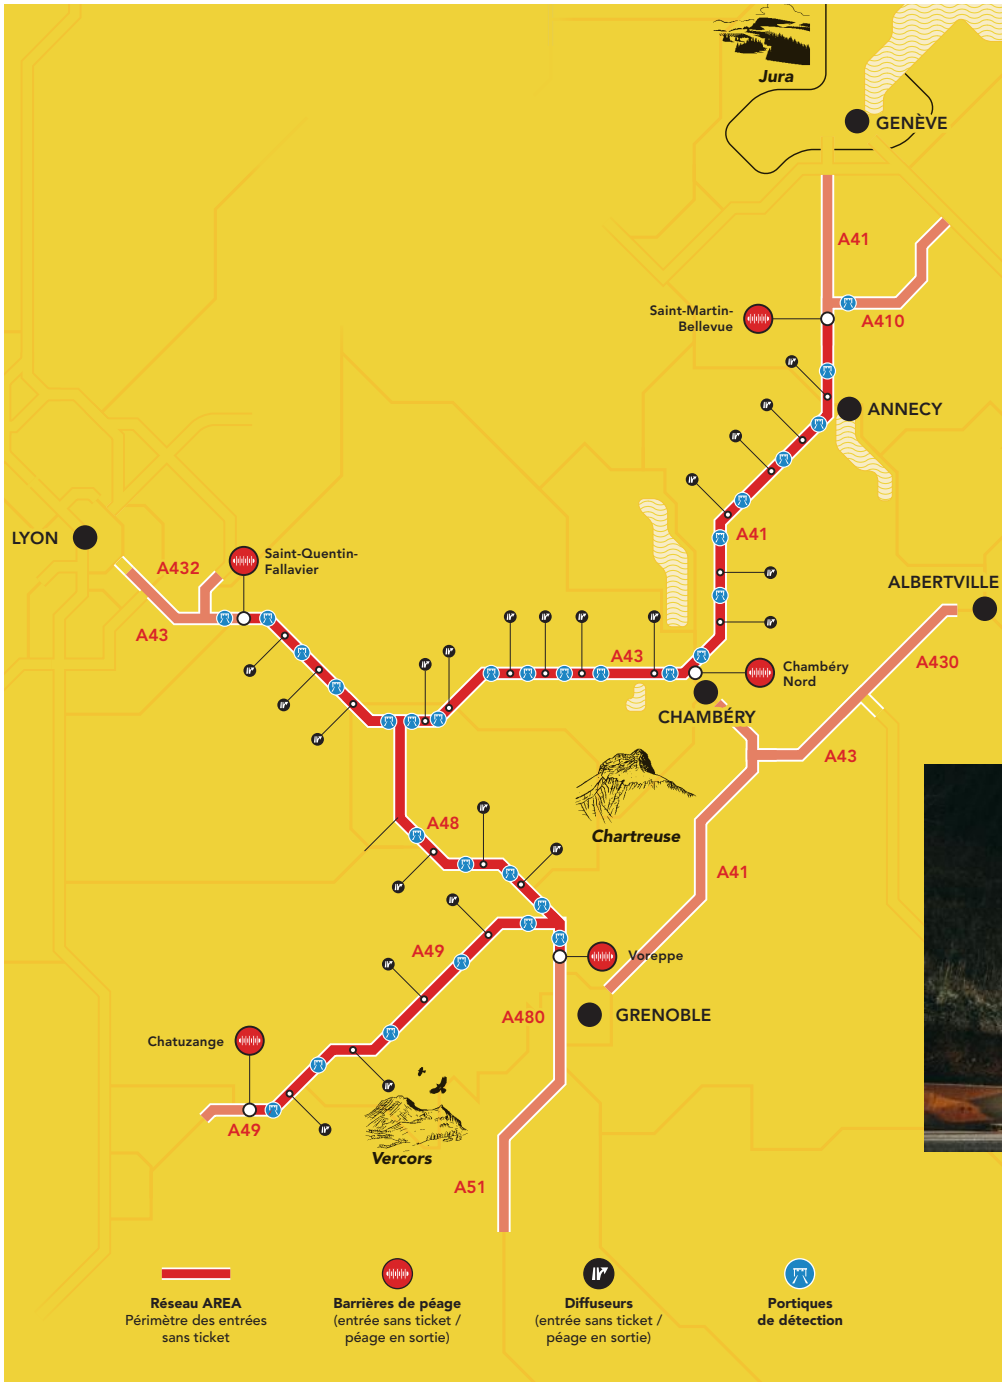 Jura
GENÈVE
A41
Saint-Martin-
Bellevue
A410
ANNECY
A41
LYON
A432
Saint-Quentin-
Fallavier
A43
ALBERTVILLE
A43
A430
Chambéry
Nord
CHAMBÉRY
A43
Chartreuse
A48
A41
A49
Voreppe
A480
GRENOBLE
Chatuzange
A49
Vercors
A51
Réseau AREA
Périmètre des entrées
sans ticket
Barrières de péage
(entrée sans ticket /
péage en sortie)
Diffuseurs
(entrée sans ticket /
péage en sortie)
Portiques
de détection